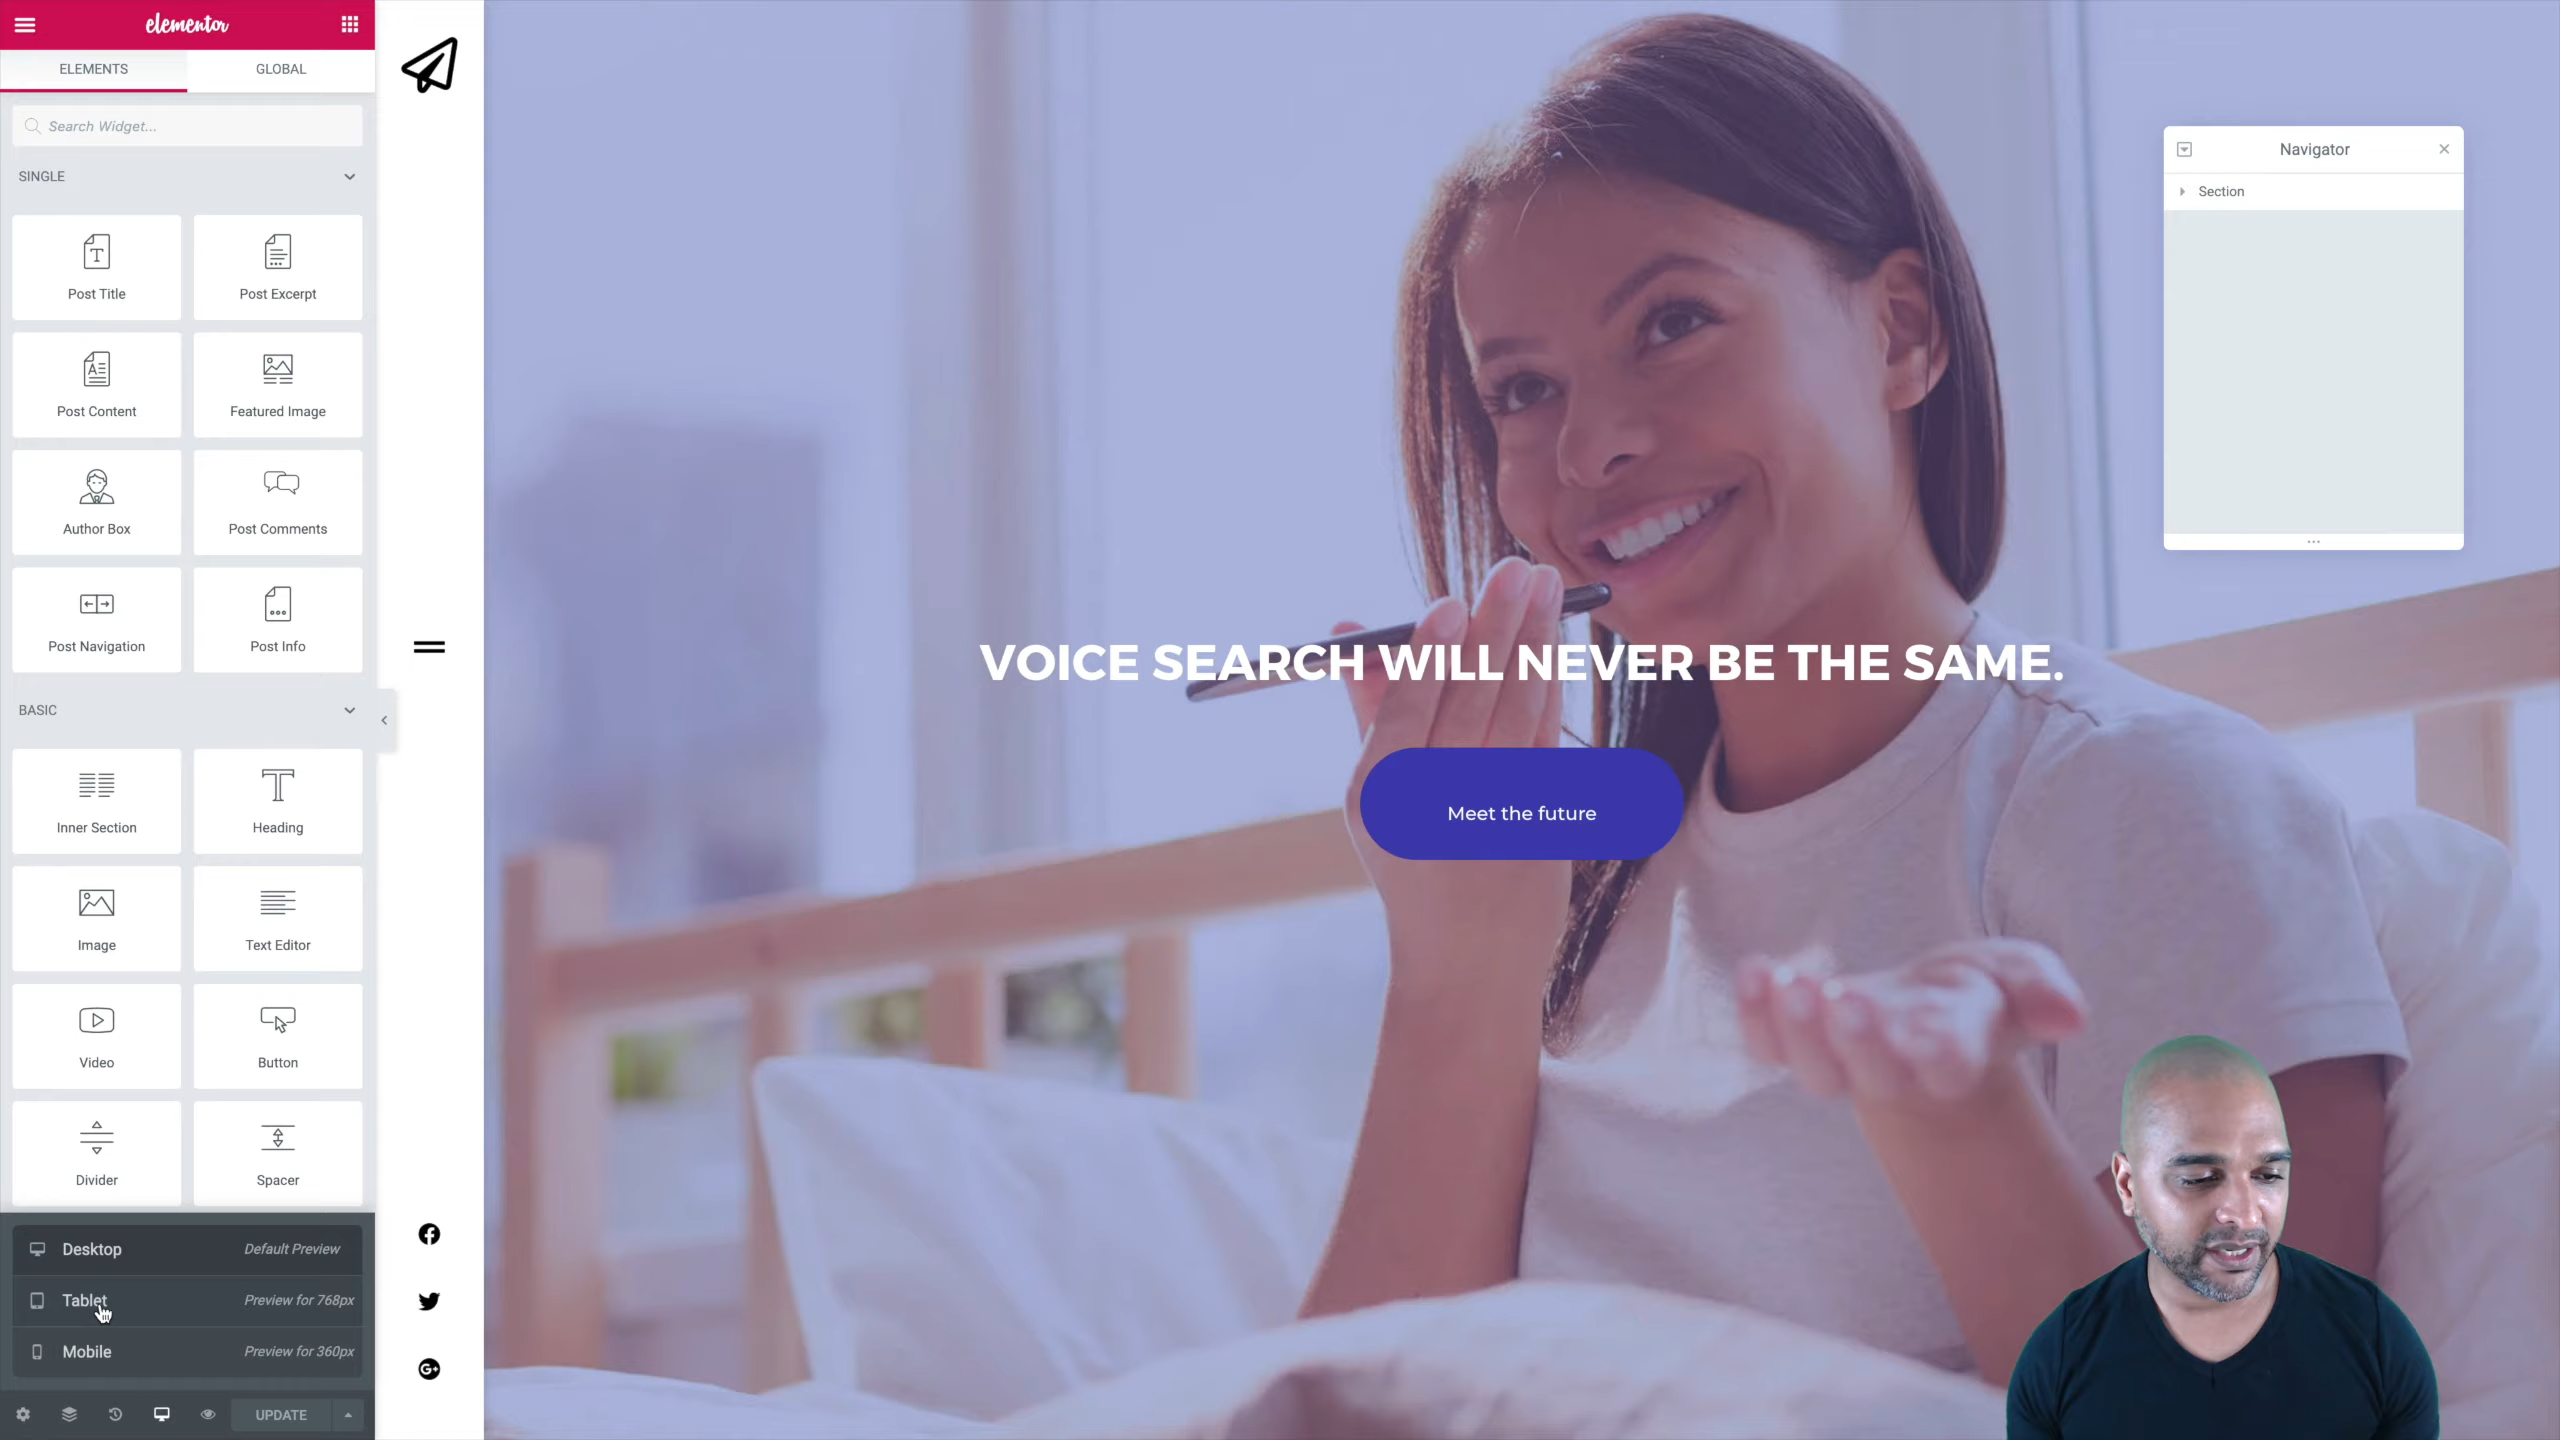 elementor
ELEMENTS
GLOBAL
Search Widget...
SINGLE
Post Title
Post Excerpt
Post Content
Featured Image
Author Box
Post Comments
Post Navigation
Post Info
BASIC
Inner Section
Heading
Image
Text Editor
Video
Button
Divider
Spacer
Desktop
Default Preview
Tablet
Preview for 768px
Mobile
Preview for 360px
UPDATE
VOICE SEARCH WILL NEVER BE THE SAME.
Meet the future
Navigator
Section